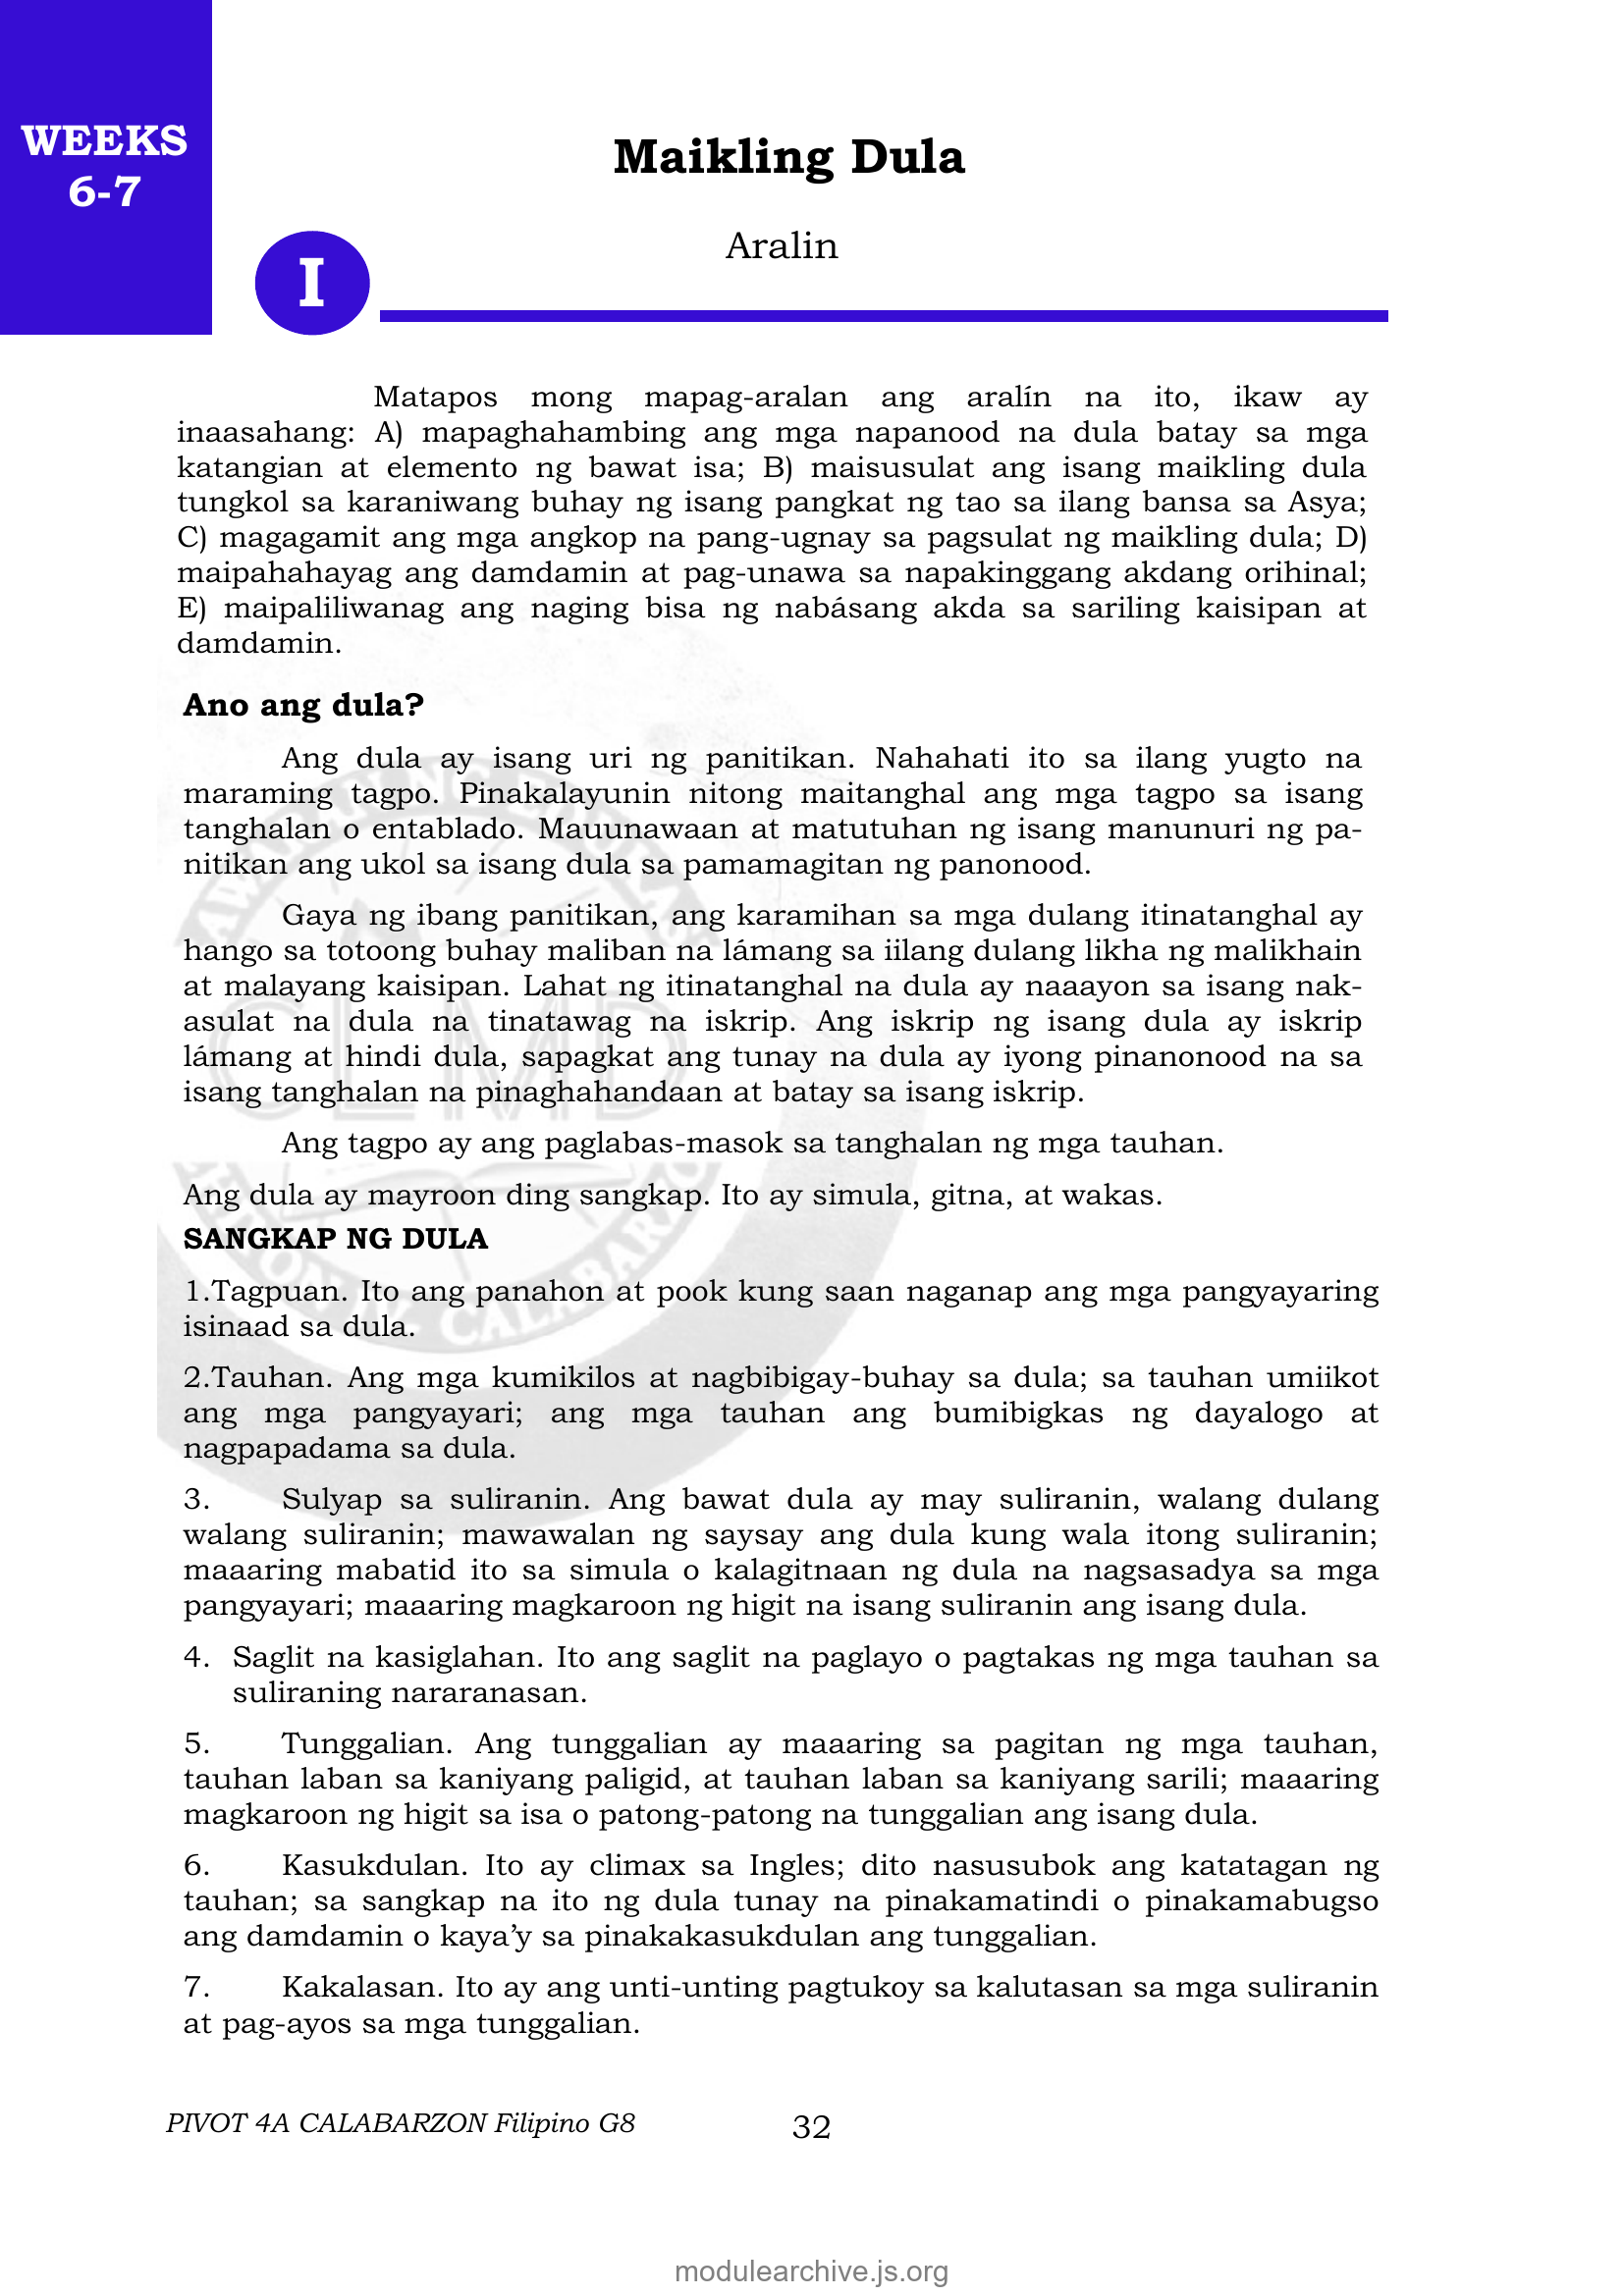 WEEKS
6-7
Maikling Dula
Aralin
I
Matapos mong mapag-aralan ang aralín na ito, ikaw ay
inaasahang: A) mapaghahambing ang mga napanood na dula batay sa mga
katangian at elemento ng bawat isa; B) maisusulat ang isang maikling dula
tungkol sa karaniwang buhay ng isang pangkat ng tao sa ilang bansa sa Asya;
C) magagamit ang mga angkop na pang-ugnay sa pagsulat ng maikling dula; D)
maipahahayag ang damdamin at pag-unawa sa napakinggang akdang orihinal;
E) maipaliliwanag ang naging bisa ng nabásang akda sa sariling kaisipan at
damdamin.
Ano ang dula?
Ang dula ay isang uri ng panitikan. Nahahati ito sa ilang yugto na
maraming tagpo. Pinakalayunin nitong maitanghal ang mga tagpo sa isang
tanghalan o entablado. Mauunawaan at matutuhan ng isang manunuri ng pa-
nitikan ang ukol sa isang dula sa pamamagitan ng panonood.
Gaya ng ibang panitikan, ang karamihan sa mga dulang itinatanghal ay
hango sa totoong buhay maliban na lámang sa iilang dulang likha ng malikhain
at malayang kaisipan. Lahat ng itinatanghal na dula ay naaayon sa isang nak-
asulat na dula na tinatawag na iskrip. Ang iskrip ng isang dula ay iskrip
lámang at hindi dula, sapagkat ang tunay na dula ay iyong pinanonood na sa
isang tanghalan na pinaghahandaan at batay sa isang iskrip.
Ang tagpo ay ang paglabas-masok sa tanghalan ng mga tauhan.
Ang dula ay mayroon ding sangkap. Ito ay simula, gitna, at wakas.
SANGKAP NG DULA
1.Tagpuan. Ito ang panahon at pook kung saan naganap ang mga pangyayaring
isinaad sa dula.
2.Tauhan. Ang mga kumikilos at nagbibigay-buhay sa dula; sa tauhan umiikot
ang mga pangyayari; ang mga tauhan ang bumibigkas ng dayalogo at
nagpapadama sa dula.
3. Sulyap sa suliranin. Ang bawat dula ay may suliranin, walang dulang
walang suliranin; mawawalan ng saysay ang dula kung wala itong suliranin;
maaaring mabatid ito sa simula o kalagitnaan ng dula na nagsasadya sa mga
pangyayari; maaaring magkaroon ng higit na isang suliranin ang isang dula.
4. Saglit na kasiglahan. Ito ang saglit na paglayo o pagtakas ng mga tauhan sa
suliraning nararanasan.
5. Tunggalian. Ang tunggalian ay maaaring sa pagitan ng mga tauhan,
tauhan laban sa kaniyang paligid, at tauhan laban sa kaniyang sarili; maaaring
magkaroon ng higit sa isa o patong-patong na tunggalian ang isang dula.
6. Kasukdulan. Ito ay climax sa Ingles; dito nasusubok ang katatagan ng
tauhan; sa sangkap na ito ng dula tunay na pinakamatindi o pinakamabugso
ang damdamin o kaya’y sa pinakakasukdulan ang tunggalian.
7. Kakalasan. Ito ay ang unti-unting pagtukoy sa kalutasan sa mga suliranin
at pag-ayos sa mga tunggalian.
CLMD
CALABARZON
PIVOT 4A CALABARZON Filipino G8
32
modulearchive.js.org